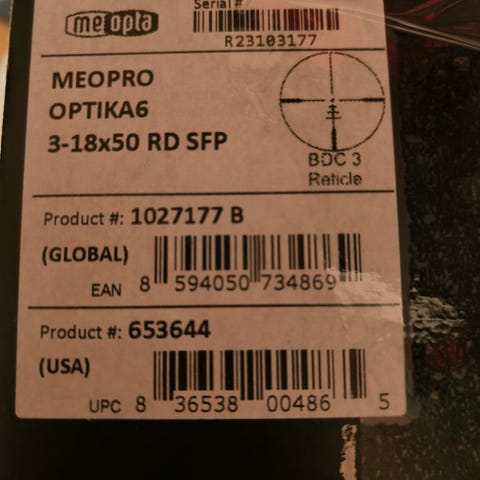 Serial #
meopta
R23103177
MEOPRO
OPTIKA6
3-18x50 RD SFP
BDC 3
Reticle
Product #: 1027177 B
(GLOBAL)
EAN 8 594050 734869
Product #: 653644
(USA)
UPC 8 36538 00486 5